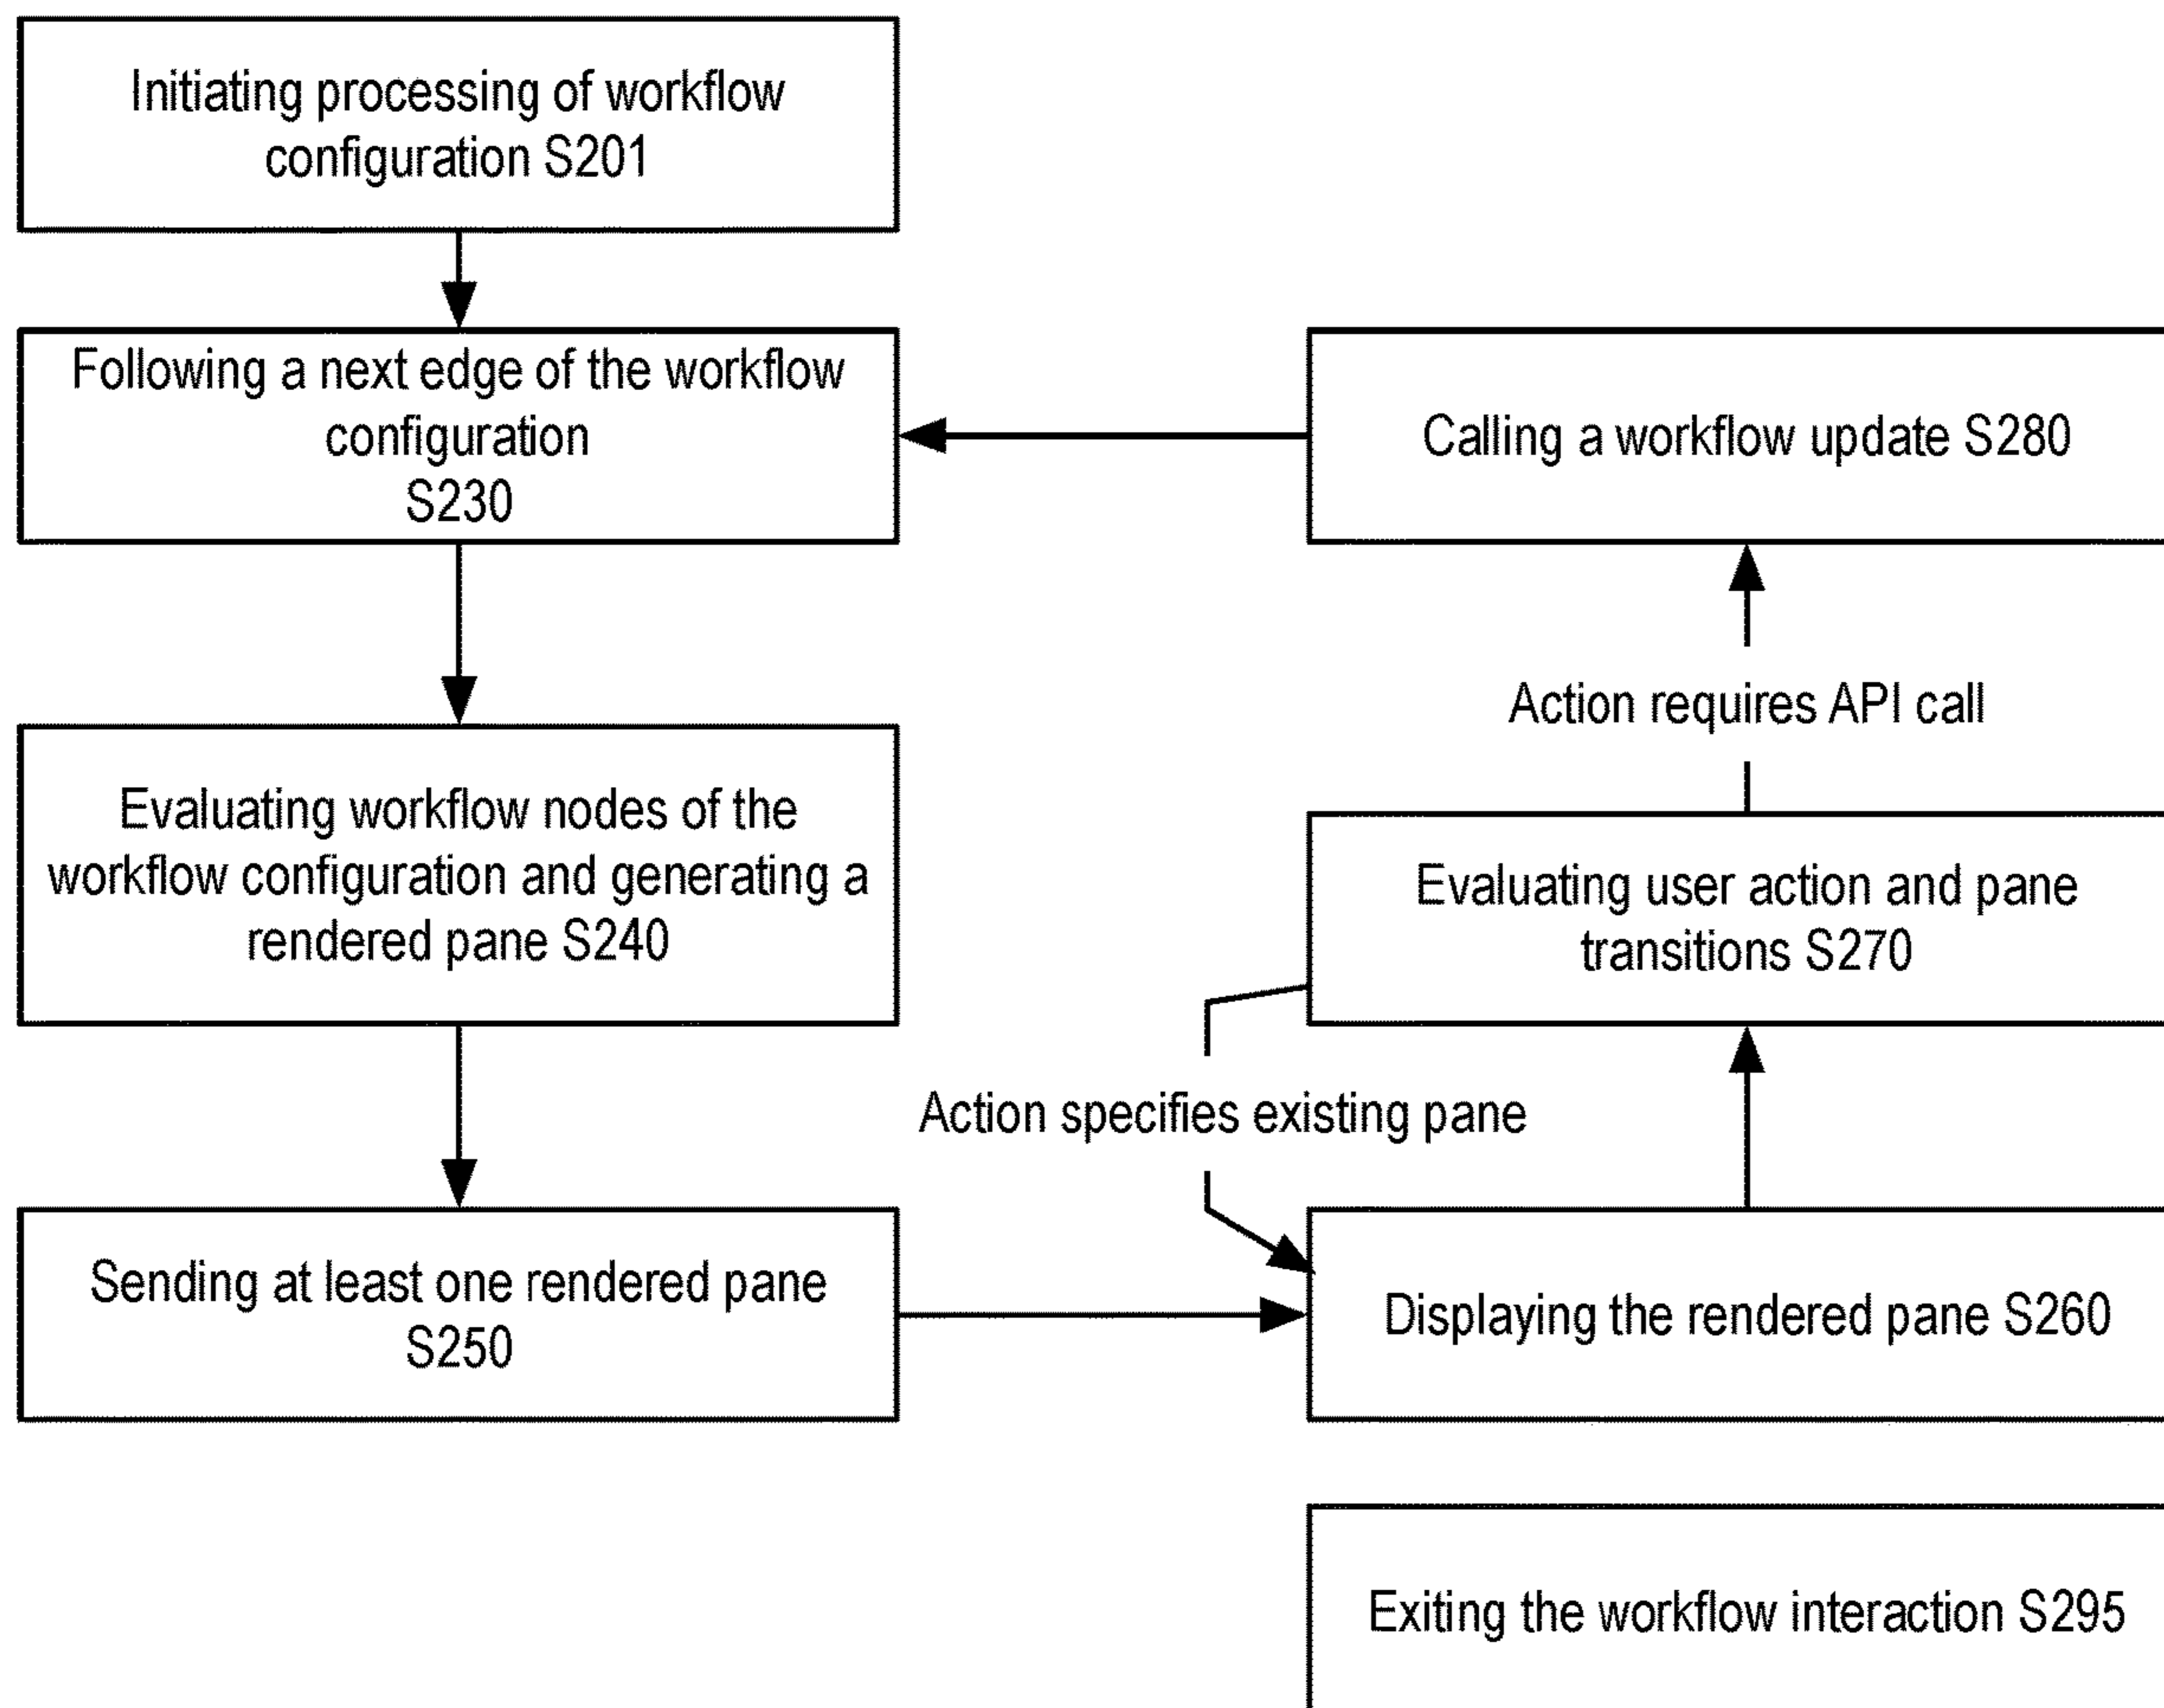 Initiating processing of workflow
configuration S201
Following a next edge of the workflow
configuration
S230
Calling a workflow update S280
Action requires API call
Evaluating workflow nodes of the
workflow configuration and generating a
rendered pane S240
Evaluating user action and pane
transitions S270
Action specifies existing pane
Sending at least one rendered pane
S250
Displaying the rendered pane S260
Exiting the workflow interaction S295